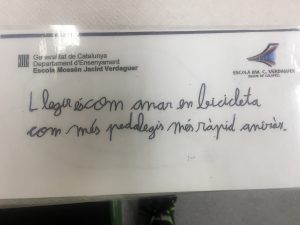 Generalitat de Catalunya
Departament d'Ensenyament
Escola Mossèn Jacint Verdaguer
ESCOLA M. C. VERDAGUER
Llegir és com anar en bicicleta
com més pedalegis més ràpid aniràs.